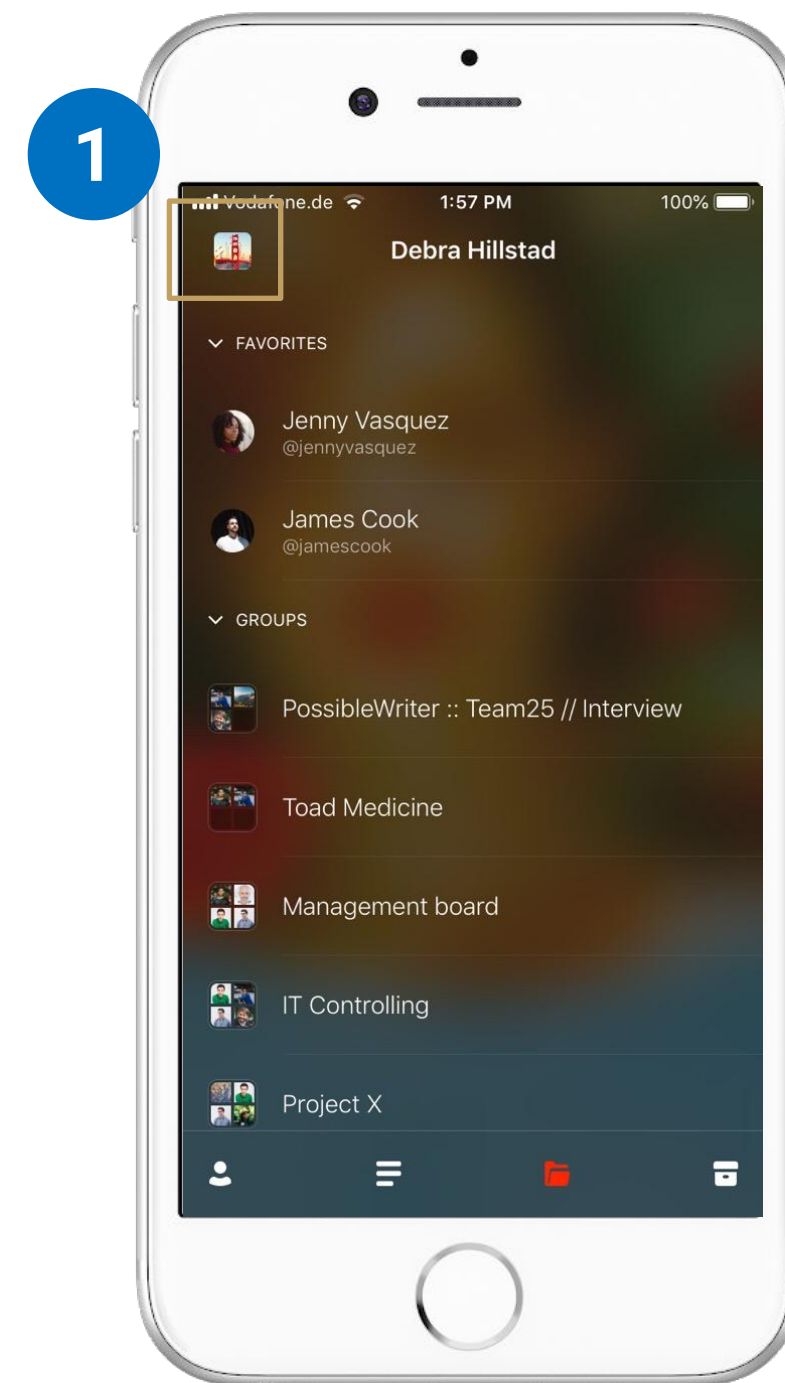 1
Vodafone.de 1:57 PM 100%
Debra Hillstad
FAVORITES
Jenny Vasquez
@jennyvasquez
James Cook
@jamescook
GROUPS
PossibleWriter :: Team25 // Interview
Toad Medicine
Management board
IT Controlling
Project X